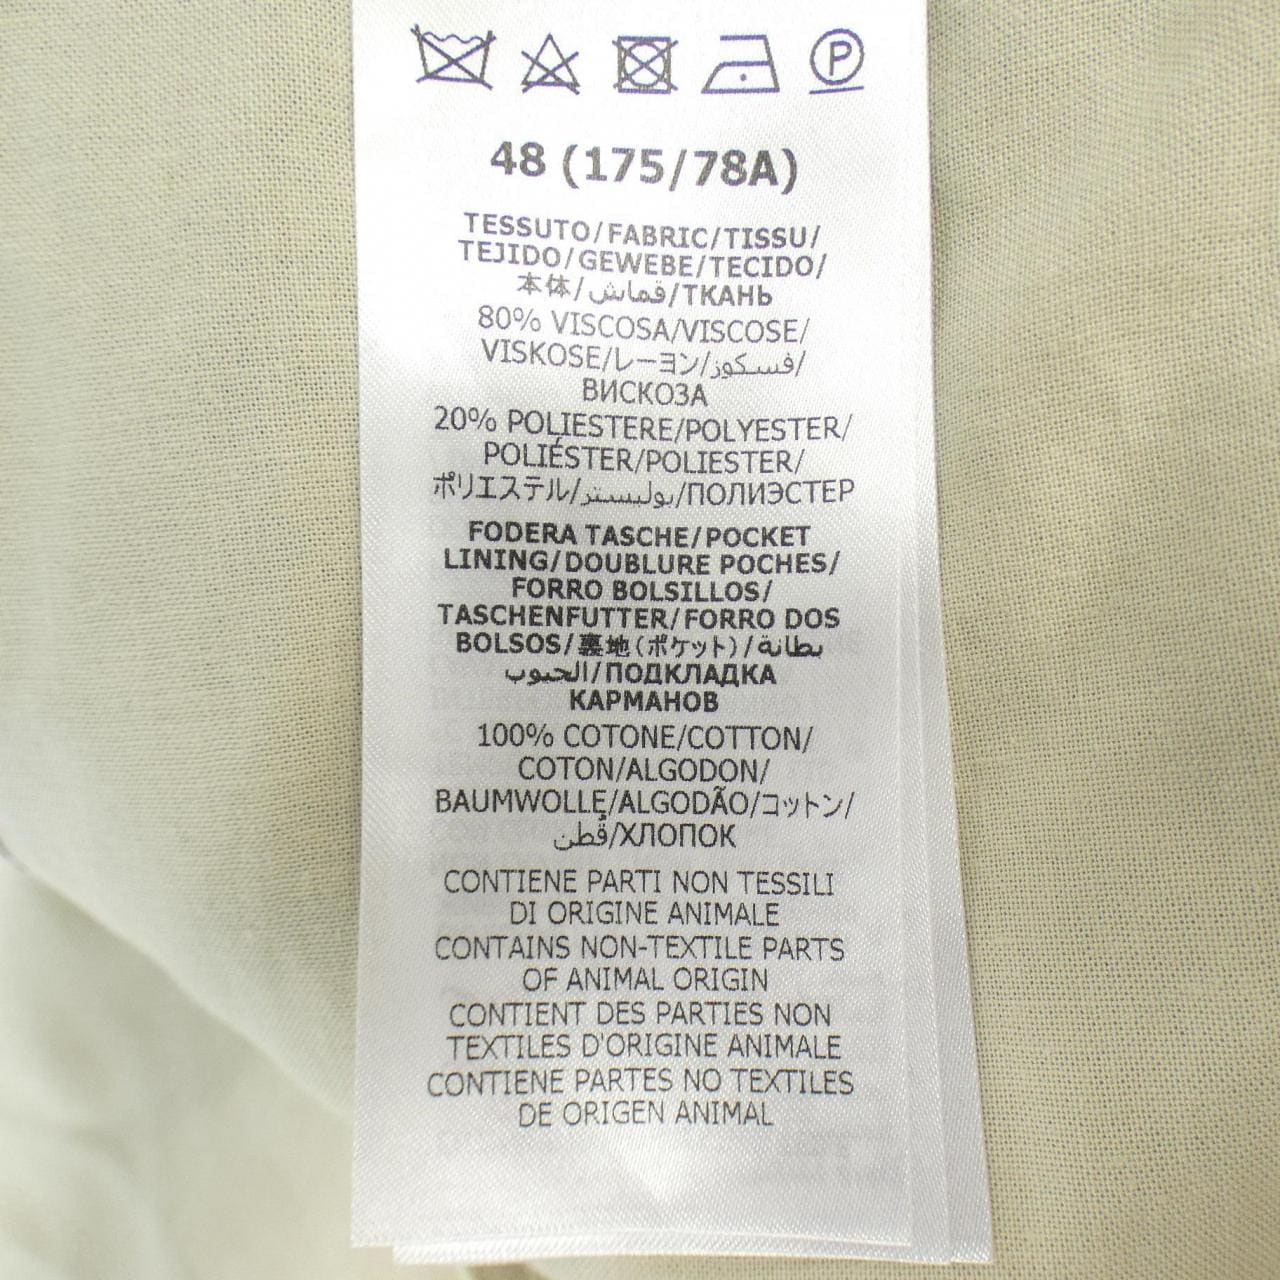 P
48 (175/78A)
TESSUTO/FABRIC/TISSU/
TEJIDO/GEWEBE/TECIDO/
本体/قماش/ТКАНЬ
80% VISCOSA/VISCOSE/
VISKOSE/レーヨン/فسكوز/
ВИСКОЗА
20% POLIESTERE/POLYESTER/
POLIÉSTER/POLIESTER/
ポリエステル/بوليستر/ПОЛИЭСТЕР
FODERA TASCHE/POCKET
LINING/DOUBLURE POCHES/
FORRO BOLSILLOS/
TASCHENFUTTER/FORRO DOS
BOLSOS/裏地(ポケット)/بطانة
الجيوب/ПОДКЛАДКА
КАРМАНОВ
100% COTONE/COTTON/
COTON/ALGODON/
BAUMWOLLE/ALGODÃO/コットン/
قطن/ХЛОПОК
CONTIENE PARTI NON TESSILI
DI ORIGINE ANIMALE
CONTAINS NON-TEXTILE PARTS
OF ANIMAL ORIGIN
CONTIENT DES PARTIES NON
TEXTILES D'ORIGINE ANIMALE
CONTIENE PARTES NO TEXTILES
DE ORIGEN ANIMAL